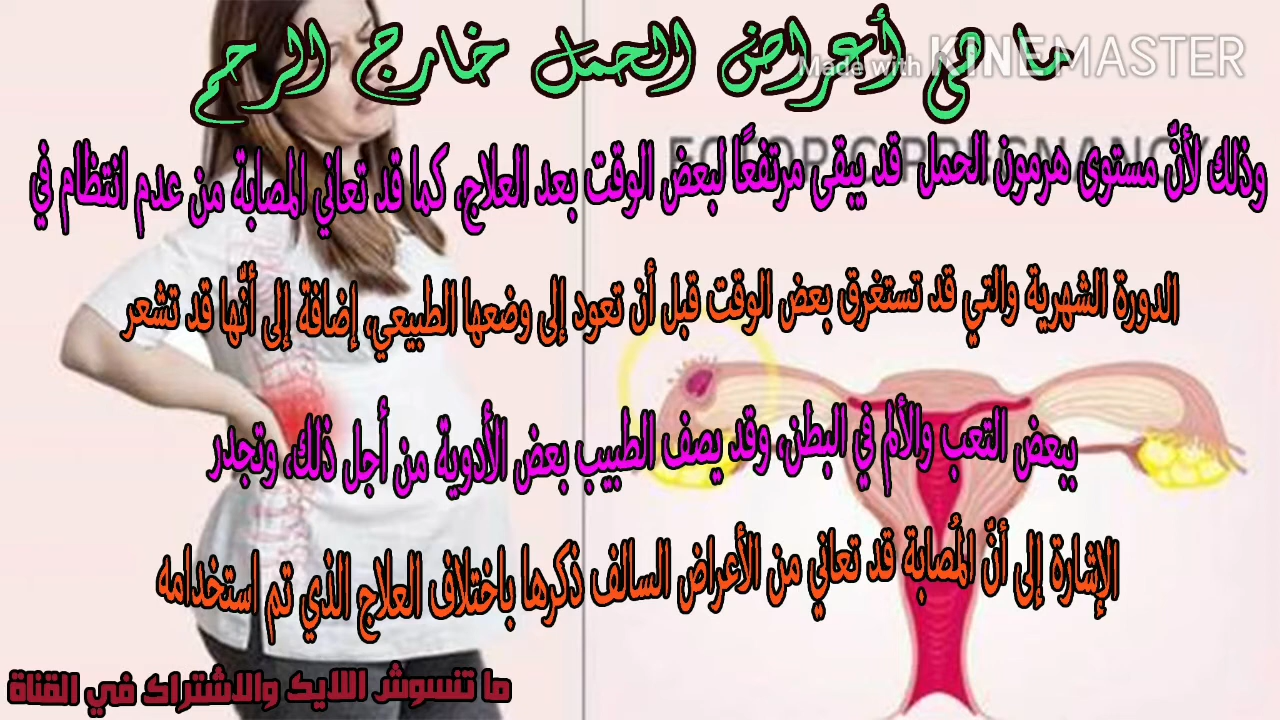 ما هي أعراض الحمل خارج الرحم
Made with KINEMASTER
ECTOPIC PREGNANCY
وذلك لأنّ مستوى هرمون الحمل قد يبقى مرتفعًا لبعض الوقت بعد العلاج، كما قد تعاني المصابة من عدم انتظام في
الدورة الشهرية والتي قد تستغرق بعض الوقت قبل أن تعود إلى وضعها الطبيعي، إضافة إلى أنّها قد تشعر
ببعض التعب والألم في البطن، وقد يصف الطبيب بعض الأدوية من أجل ذلك، وتجدر
الإشارة إلى أنّ المُصابة قد تعاني من الأعراض السالف ذكرها باختلاف العلاج الذي تم استخدامه
ما تنسوش اللايك والاشتراك في القناة